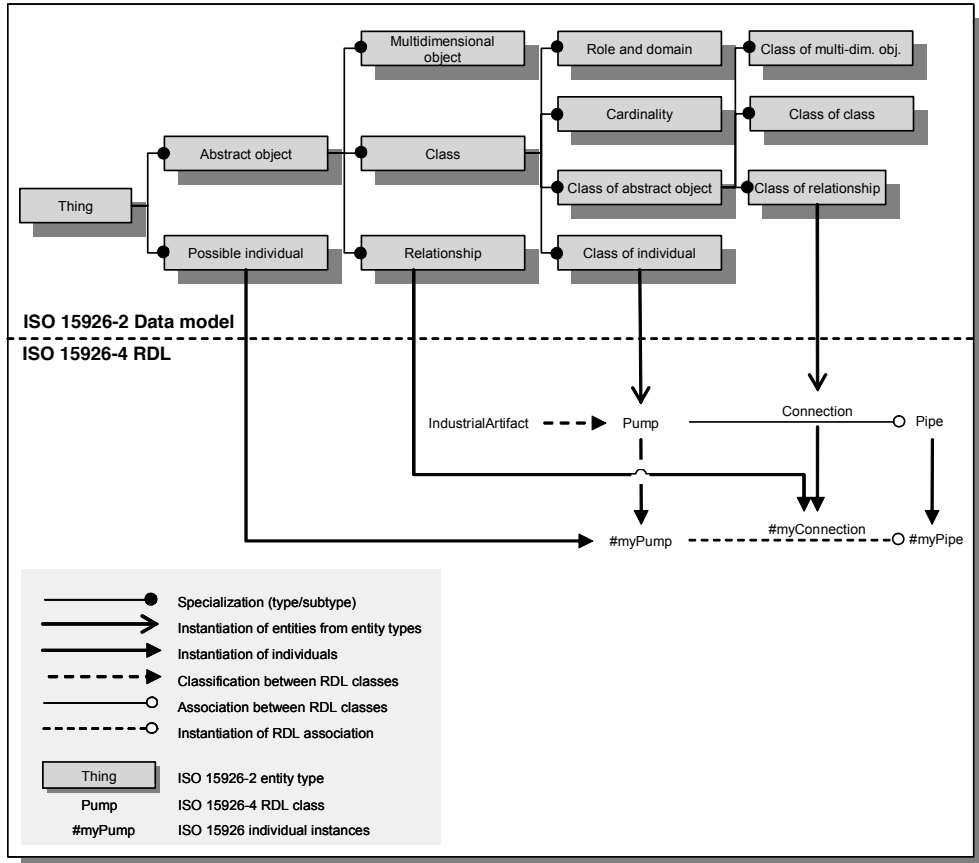 Multidimensional
object
Role and domain
Class of multi-dim. obj.
Cardinality
Class of class
Abstract object
Class
Class of abstract object
Class of relationship
Thing
Possible individual
Relationship
Class of individual
ISO 15926-2 Data model
ISO 15926-4 RDL
Connection
IndustrialArtifact
Pump
Pipe
#myConnection
#myPump
#myPipe
Specialization (type/subtype)
Instantiation of entities from entity types
Instantiation of individuals
Classification between RDL classes
Association between RDL classes
Instantiation of RDL association
Thing
ISO 15926-2 entity type
Pump
ISO 15926-4 RDL class
#myPump
ISO 15926 individual instances